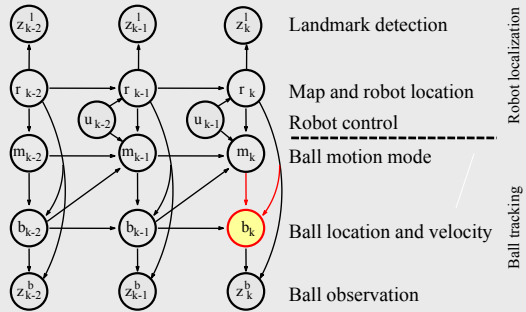 z^l_{k-2} z^l_{k-1} z^l_k Landmark detection
r_{k-2} r_{k-1} r_k Map and robot location
u_{k-2} u_{k-1} Robot control
m_{k-2} m_{k-1} m_k Ball motion mode
b_{k-2} b_{k-1} b_k Ball location and velocity
z^b_{k-2} z^b_{k-1} z^b_k Ball observation
Robot localization
Ball tracking